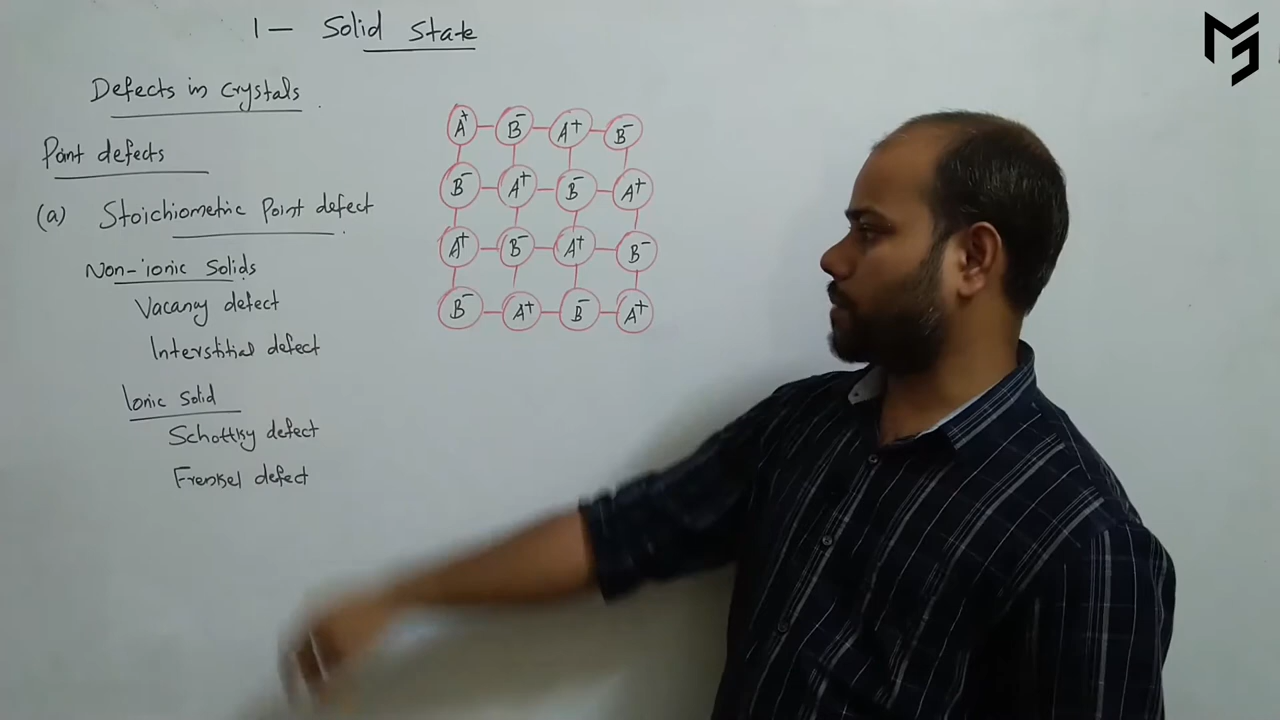 1 — Solid State
Defects in Crystals
Point defects
(a) Stoichiometric Point defect
Non-ionic Solids
Vacancy defect
Interstitial defect
Ionic Solid
Schottky defect
Frenkel defect
A⁺ B⁻ A⁺ B⁻
B⁻ A⁺ B⁻ A⁺
A⁺ B⁻ A⁺ B⁻
B⁻ A⁺ B⁻ A⁺